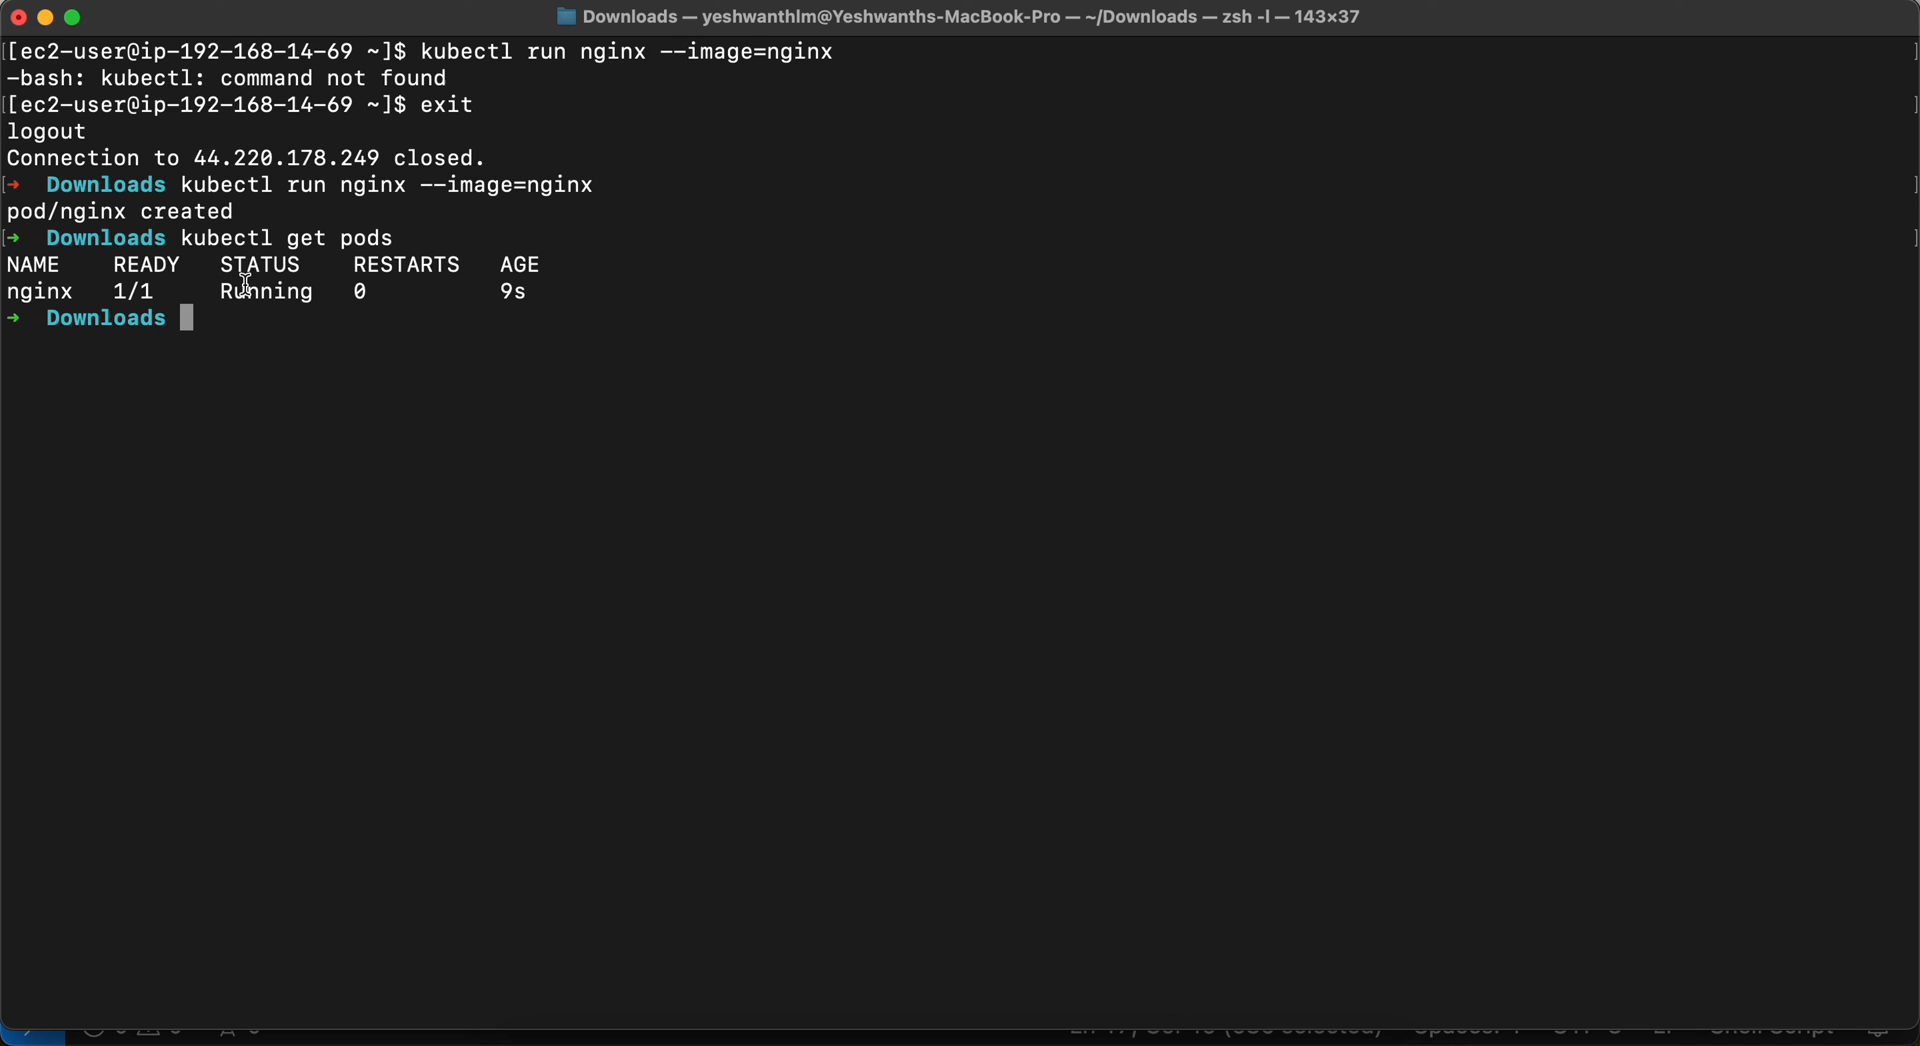 Downloads — yeshwanthlm@Yeshwanths-MacBook-Pro — ~/Downloads — zsh -l — 143×37
[[ec2-user@ip-192-168-14-69 ~]$ kubectl run nginx --image=nginx ]
-bash: kubectl: command not found
[[ec2-user@ip-192-168-14-69 ~]$ exit ]
logout
Connection to 44.220.178.249 closed.
[➜ Downloads kubectl run nginx --image=nginx ]
pod/nginx created
[➜ Downloads kubectl get pods ]
NAME READY STATUS RESTARTS AGE
nginx 1/1 Running 0 9s
➜ Downloads